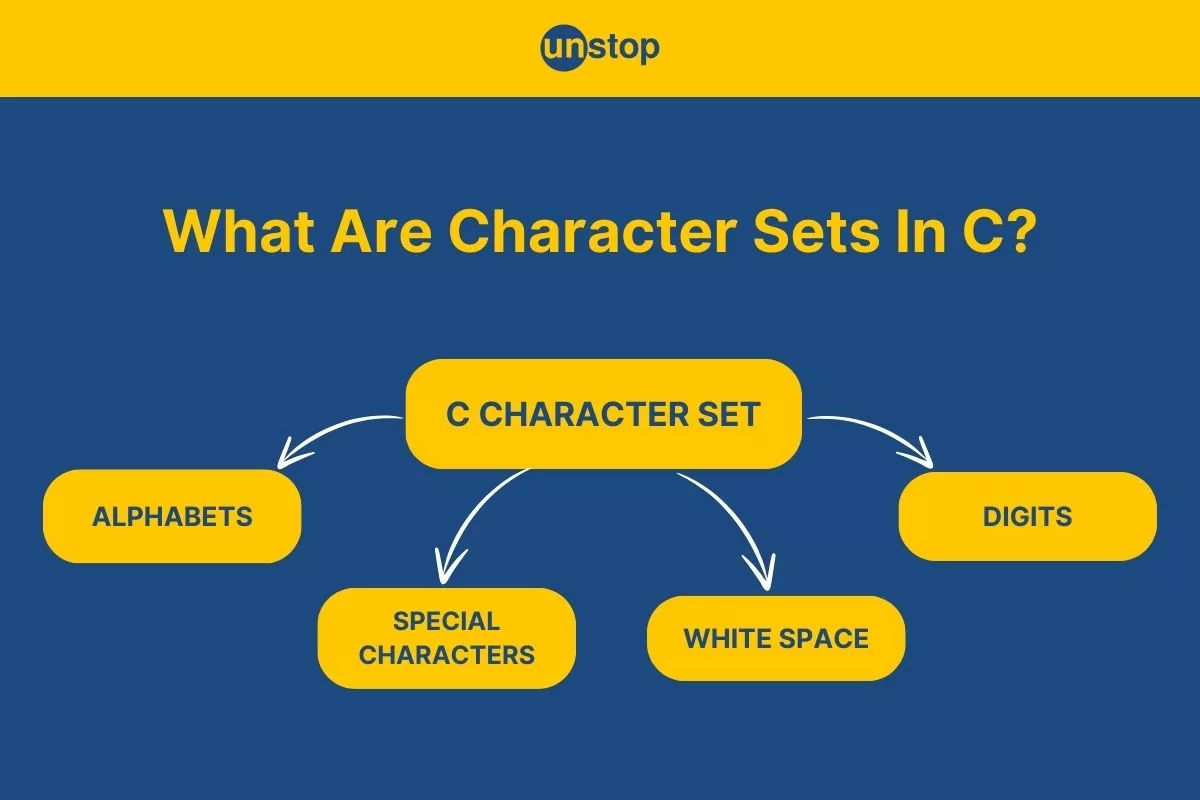 unstop
What Are Character Sets In C?
C CHARACTER SET
ALPHABETS
DIGITS
SPECIAL
CHARACTERS
WHITE SPACE